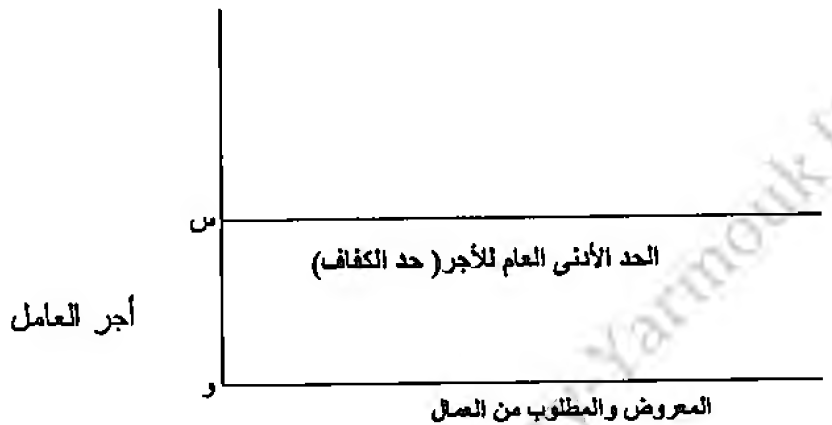 س
الحد الأدنى العام للأجر( حد الكفاف)
أجر العامل
و
المعروض والمطلوب من العمال